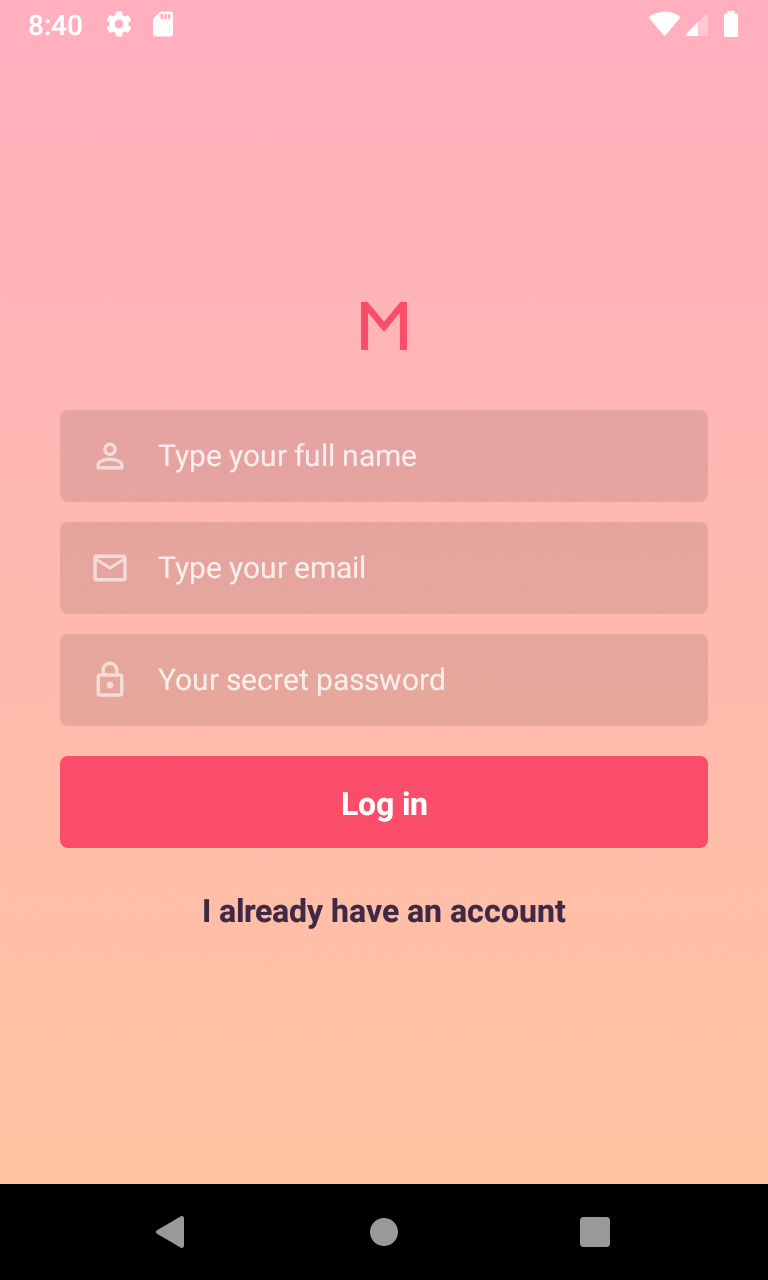 8:40
M
Type your full name
Type your email
Your secret password
Log in
I already have an account